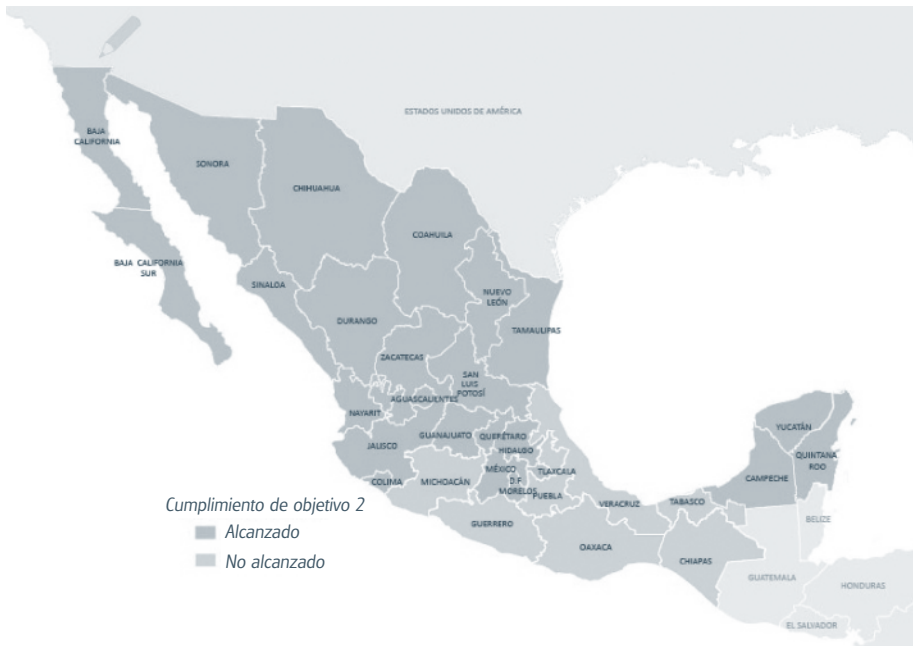 ESTADOS UNIDOS DE AMÉRICA
BAJA
CALIFORNIA
SONORA
CHIHUAHUA
COAHUILA
BAJA CALIFORNIA
SUR
SINALOA
NUEVO
LEÓN
DURANGO
TAMAULIPAS
ZACATECAS
SAN
LUIS
POTOSÍ
AGUASCALIENTES
NAYARIT
GUANAJUATO
QUERÉTARO
YUCATÁN
JALISCO
HIDALGO
QUINTANA
ROO
MÉXICO
TLAXCALA
COLIMA
MICHOACÁN
D.F
MORELOS
PUEBLA
CAMPECHE
VERACRUZ
TABASCO
Cumplimiento de objetivo 2
Alcanzado
No alcanzado
GUERRERO
BELIZE
OAXACA
CHIAPAS
GUATEMALA
HONDURAS
EL SALVADOR